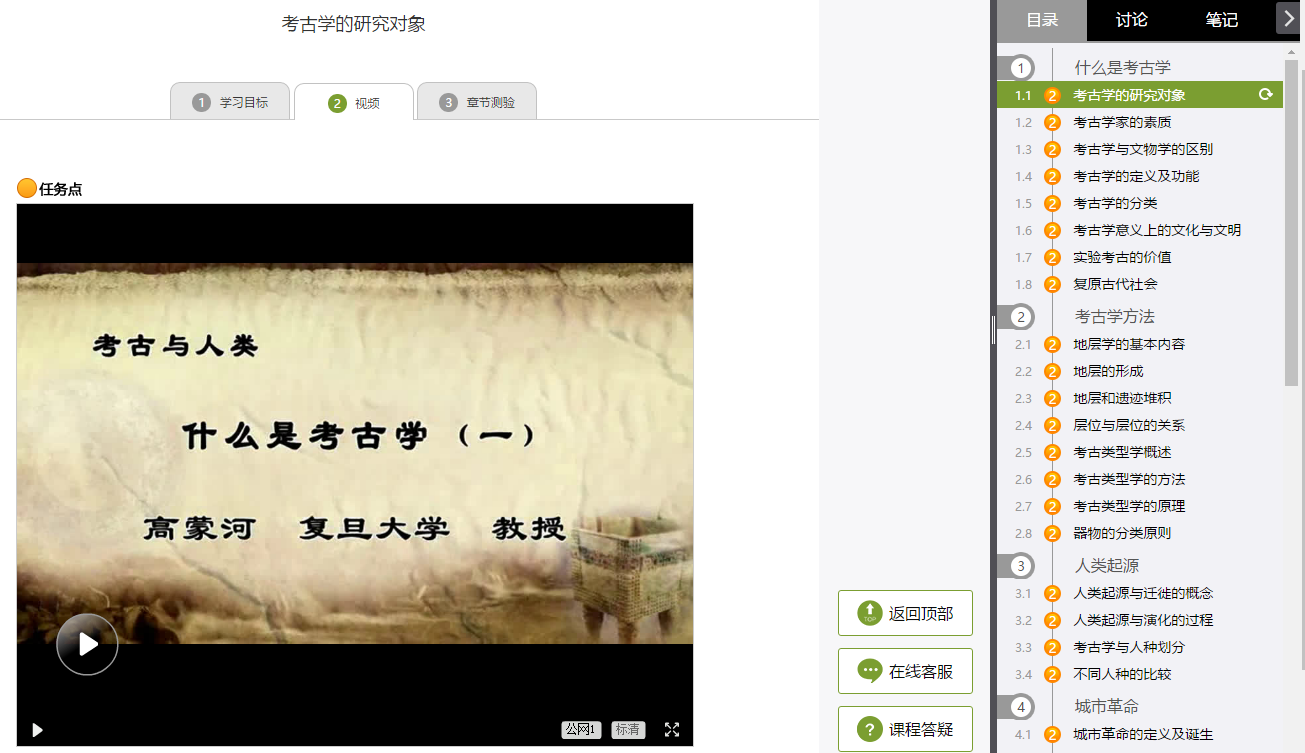 考古学的研究对象
1 学习目标
2 视频
3 章节测验
任务点
考古与人类
什么是考古学（一）
高蒙河 复旦大学 教授
公网1 标清
TOP 返回顶部
在线客服
? 课程答疑
目录 讨论 笔记
1 什么是考古学
1.1 2 考古学的研究对象
1.2 2 考古学家的素质
1.3 2 考古学与文物学的区别
1.4 2 考古学的定义及功能
1.5 2 考古学的分类
1.6 2 考古学意义上的文化与文明
1.7 2 实验考古的价值
1.8 2 复原古代社会
2 考古学方法
2.1 2 地层学的基本内容
2.2 2 地层的形成
2.3 2 地层和遗迹堆积
2.4 2 层位与层位的关系
2.5 2 考古类型学概述
2.6 2 考古类型学的方法
2.7 2 考古类型学的原理
2.8 2 器物的分类原则
3 人类起源
3.1 2 人类起源与迁徙的概念
3.2 2 人类起源与演化的过程
3.3 2 考古学与人种划分
3.4 2 不同人种的比较
4 城市革命
4.1 2 城市革命的定义及诞生